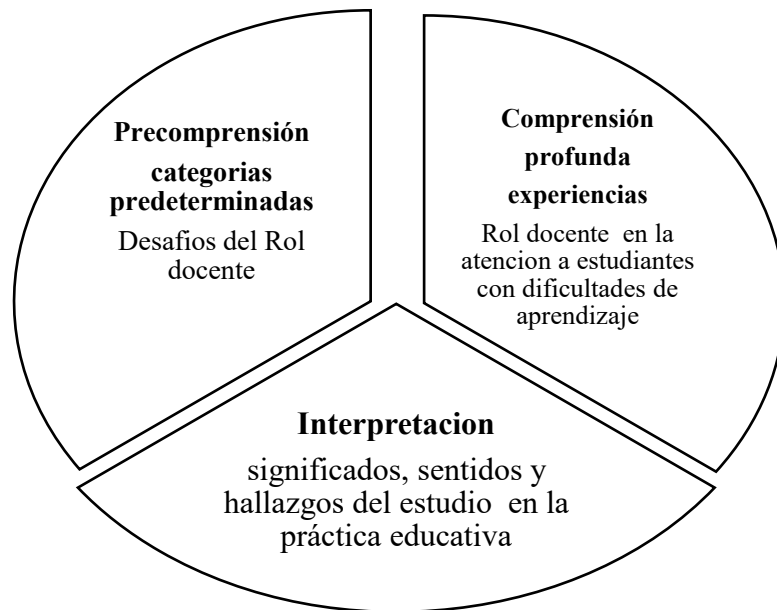 Precomprensión
categorias
predeterminadas
Desafios del Rol
docente
Comprensión
profunda
experiencias
Rol docente en la
atencion a estudiantes
con dificultades de
aprendizaje
Interpretacion
significados, sentidos y
hallazgos del estudio en la
práctica educativa